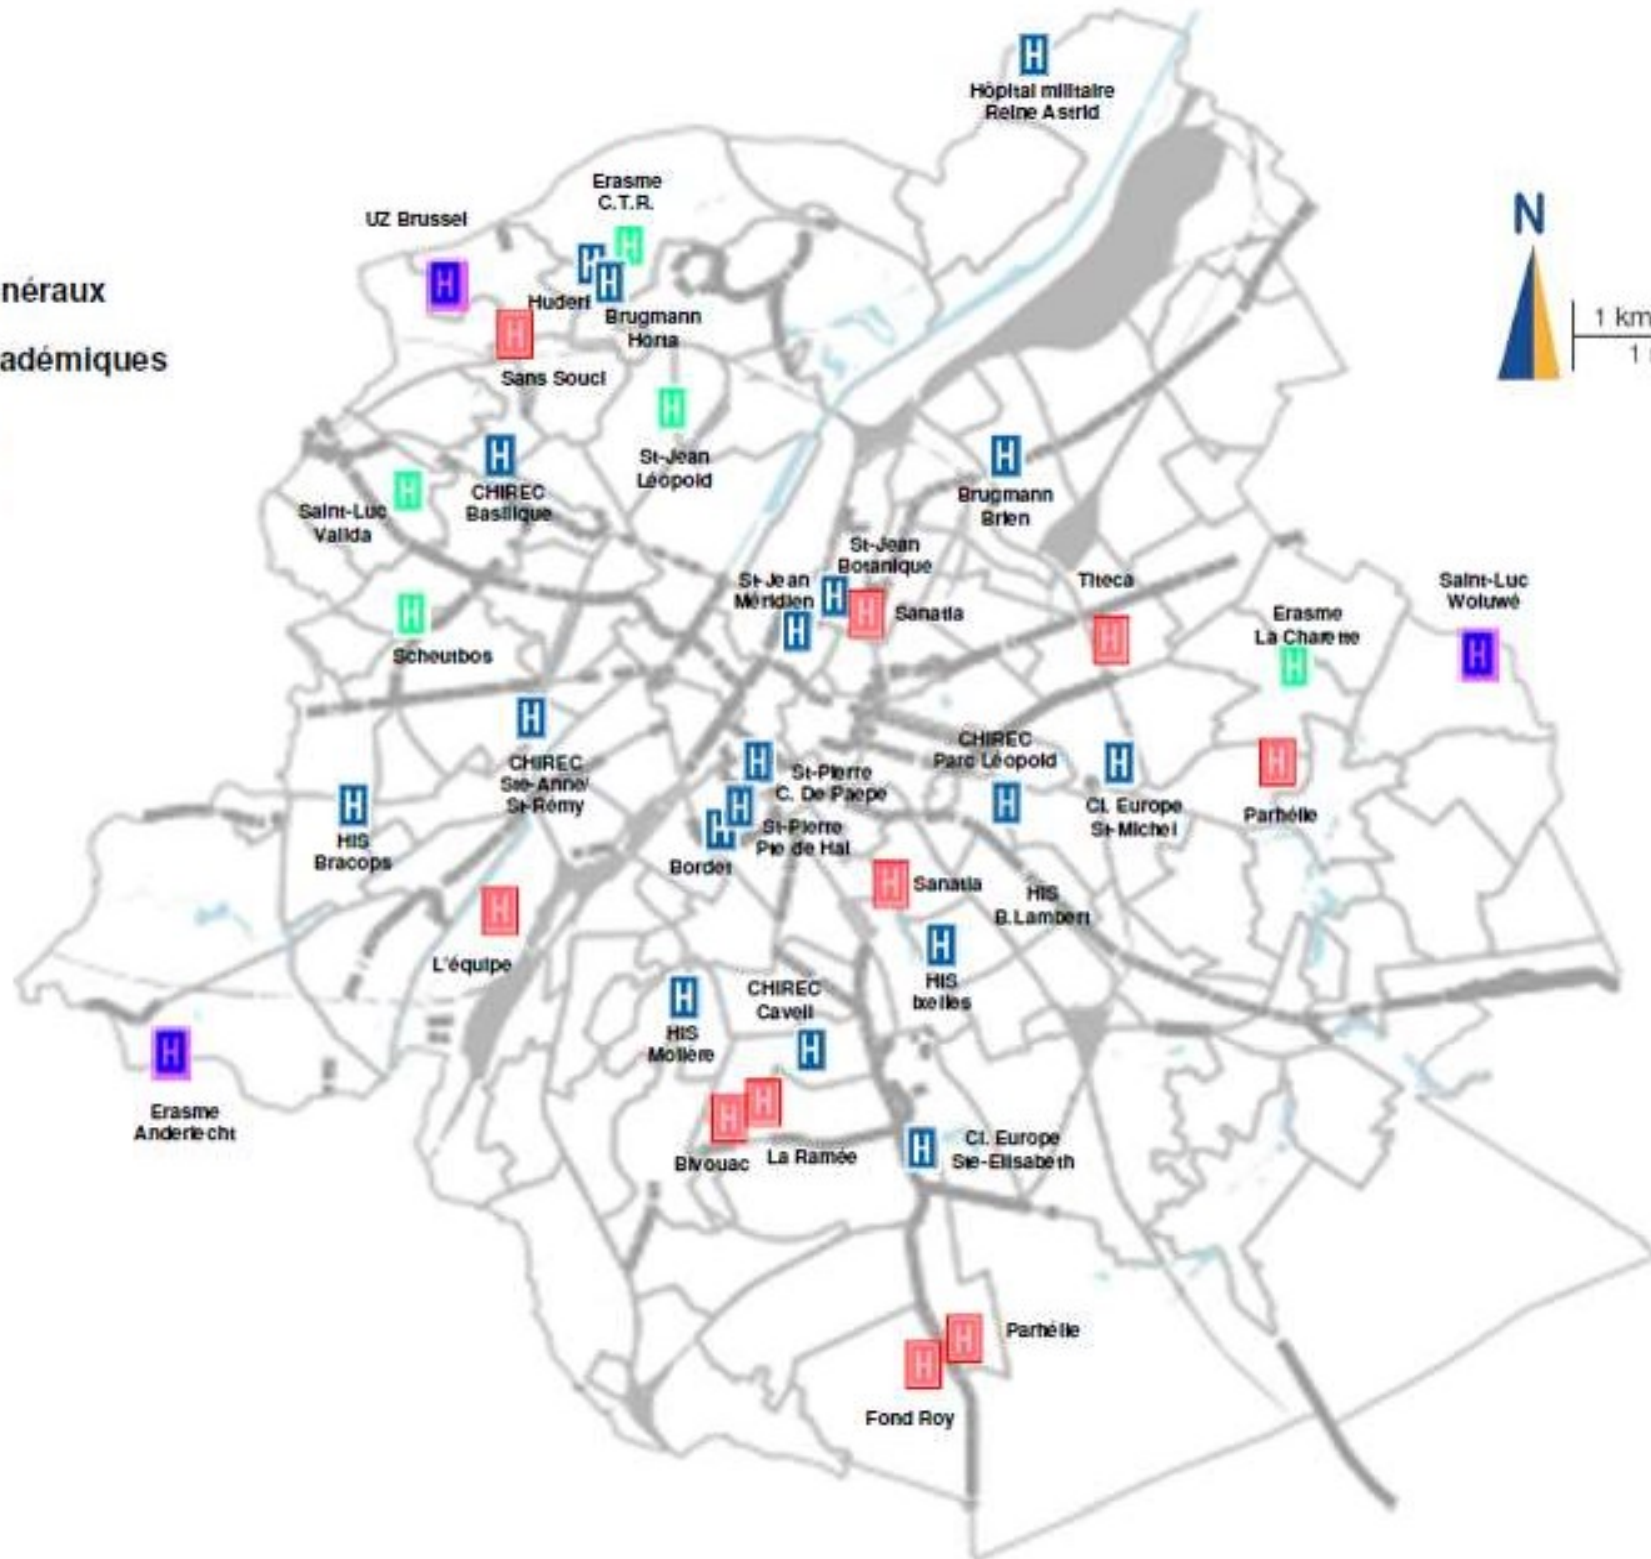 H
Hôpital militaire
Reine Astrid
Erasme
C.T.R.
UZ Brussel
N
H
H
H
H
H
néraux
Huderf
Brugmann
Horta
1 km
1
adémiques
Sans Souci
H
H
St-Jean
Léopold
H
CHIREC
Basilique
H
Brugmann
Brien
H
Saint-Luc
Valida
St-Jean
Botanique
St-Jean
Méridien
H
H
H
Sanatia
Titeca
H
Saint-Luc
Woluwé
H
Erasme
La Charette
H
H
Scheutbos
H
CHIREC
Ste-Anne/
St-Rémy
CHIREC
Parc Léopold
H
H
Cl. Europe
St-Michel
H
Parhélie
H
St-Pierre
C. De Paepe
H
St-Pierre
Pte de Hal
H
Bordet
H
HIS
Bracops
H
Sanatia
HIS
B.Lambert
H
L'équipe
H
HIS
Ixelles
H
HIS
Molière
CHIREC
Cavell
H
H
Erasme
Anderlecht
H
H
Bivouac
La Ramée
H
Cl. Europe
Ste-Elisabeth
H
Parhélie
H
Fond Roy